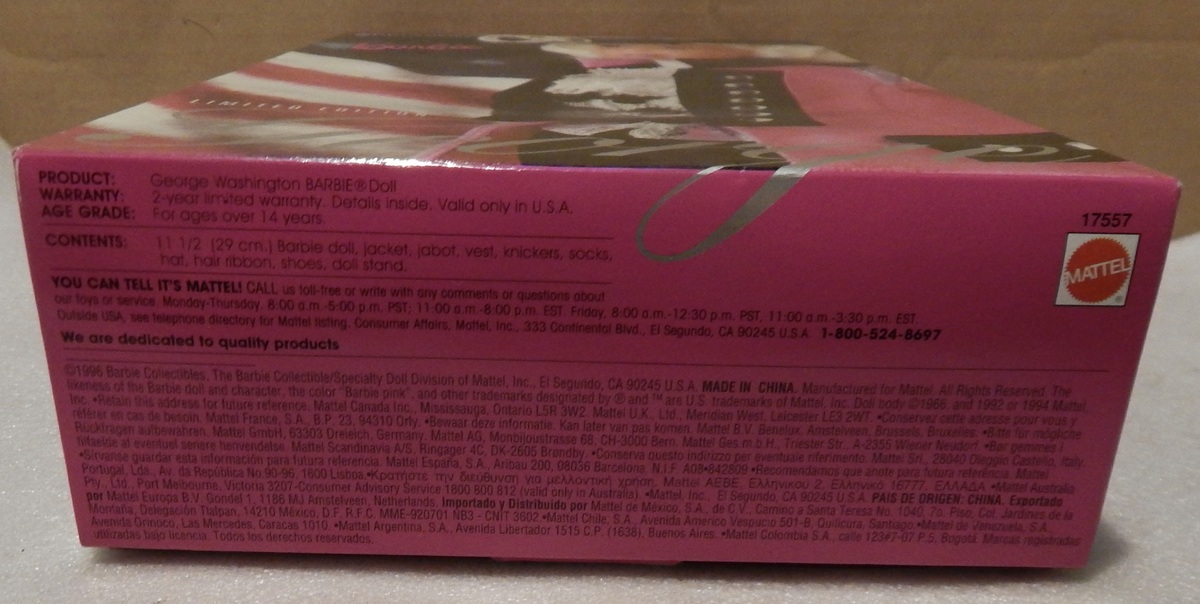 Barbie
LIMITED EDITION
PRODUCT: George Washington BARBIE® Doll
WARRANTY: 2-year limited warranty. Details inside. Valid only in U.S.A.
AGE GRADE: For ages over 14 years.
17557
MATTEL
®
CONTENTS: 11 1/2 (29 cm.) Barbie doll, jacket, jabot, vest, knickers, socks,
hat, hair ribbon, shoes, doll stand.
YOU CAN TELL IT'S MATTEL! CALL us toll-free or write with any comments or questions about
our toys or service. Monday-Thursday, 8:00 a.m.-5:00 p.m. PST; 11:00 a.m.-8:00 p.m. EST. Friday, 8:00 a.m.-12:30 p.m. PST, 11:00 a.m.-3:30 p.m. EST.
Outside USA, see telephone directory for Mattel listing. Consumer Affairs, Mattel, Inc., 333 Continental Blvd., El Segundo, CA 90245 U.S.A. 1-800-524-8697
We are dedicated to quality products
©1996 Barbie Collectibles, The Barbie Collectible/Specialty Doll Division of Mattel, Inc., El Segundo, CA 90245 U.S.A. MADE IN CHINA. Manufactured for Mattel. All Rights Reserved. The
likeness of the Barbie doll and character, the color "Barbie pink", and other trademarks designated by ® and ™ are U.S. trademarks of Mattel, Inc. Doll body ©1966, and 1992 or 1994 Mattel,
Inc. •Retain this address for future reference. Mattel Canada Inc., Mississauga, Ontario L5R 3W2. Mattel U.K. Ltd., Meridian West, Leicester LE3 2WT. •Conservez cette adresse pour vous y
référer en cas de besoin. Mattel France, S.A., B.P. 23, 94310 Orly. •Bewaar deze informatie. Kan later van pas komen. Mattel B.V. Benelux. Amstelveen, Brussels, Bruxelles. •Bitte für mögliche
Rückfragen aufbewahren. Mattel GmbH, 63303 Dreieich, Germany. Mattel AG, Monbijoustrasse 68, CH-3000 Bern. Mattel Ges m.b.H., Triester Str., A-2355 Wiener Neudorf. •Bør gemmes i
tilfælde af eventuel senere henvendelse. Mattel Scandinavia A/S, Ringager 4C, DK-2605 Brøndby. •Conserva questo indirizzo per eventuale riferimento. Mattel Srl., 28040 Oleggio Castello, Italy.
•Sírvanse guardar esta información para futura referencia. Mattel España, S.A., Aribau 200, 08036 Barcelona. N.I.F. A08•842809 •Recomendamos que anote para futura referência. Mattel
Portugal, Lda., Av. da República No 90-96, 1600 Lisboa. •Κρατήστε την διεύθυνση για μελλοντική χρήση. Mattel AEBE, Ελληνικού 2, Ελληνικό 16777, ΕΛΛΑΔΑ •Mattel Australia
Pty., Ltd., Port Melbourne, Victoria 3207-Consumer Advisory Service 1800 800 812 (valid only in Australia). •Mattel, Inc., El Segundo, CA 90245 U.S.A. PAIS DE ORIGEN: CHINA. Exportado
por Mattel Europa B.V. Gondel 1, 1186 MJ Amstelveen, Netherlands. Importado y Distribuido por Mattel de México, S.A., de C.V., Camino a Santa Teresa No. 1040, 7o. Piso, Col. Jardines de la
Montaña, Delegación Tlalpan, 14210 México, D.F. R.F.C. MME-920701 NB3 - CNIT 3602 •Mattel Chile, S.A., Avenida Américo Vespucio 501-B, Quilicura, Santiago. •Mattel de Venezuela, S.A.
Avenida Orinoco, Las Mercedes, Caracas 1010. •Mattel Argentina, S.A., Avenida Libertador 1515 C.P. (1638), Buenos Aires. •Mattel Colombia S.A., calle 123#7-07 P.5, Bogotá. Marcas registradas
utilizadas bajo licencia. Todos los derechos reservados.